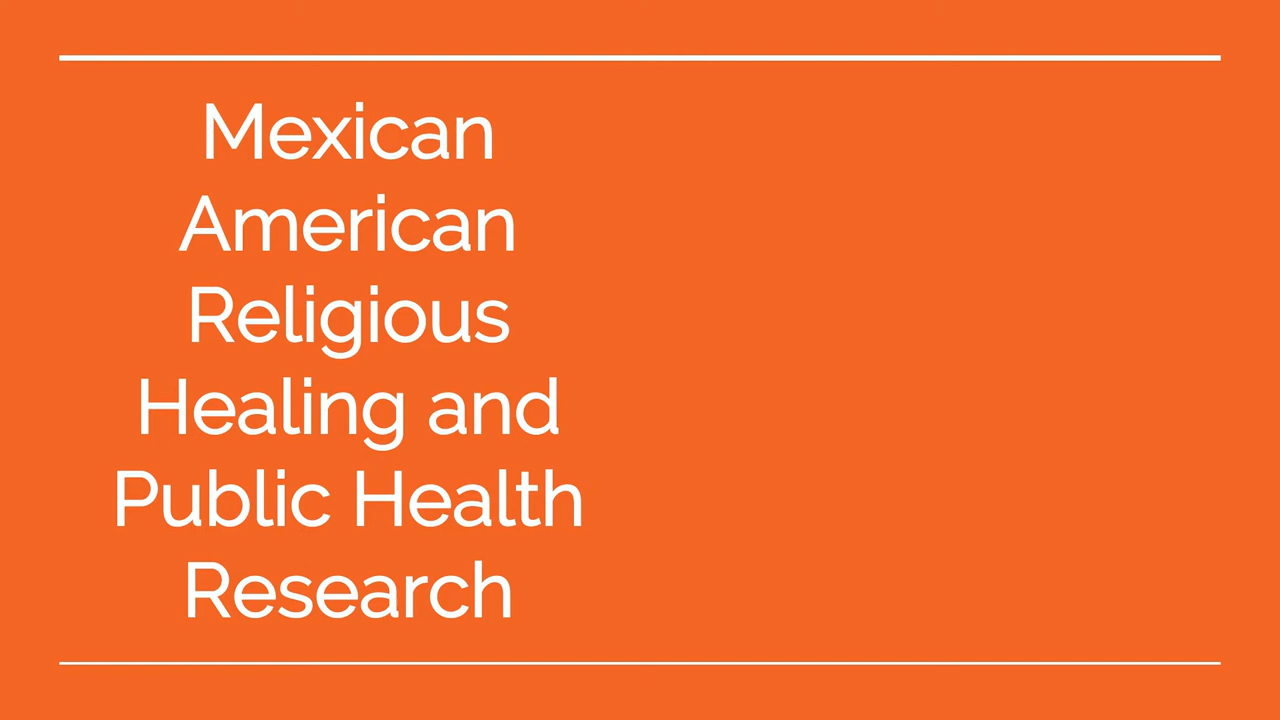 Mexican
American
Religious
Healing and
Public Health
Research